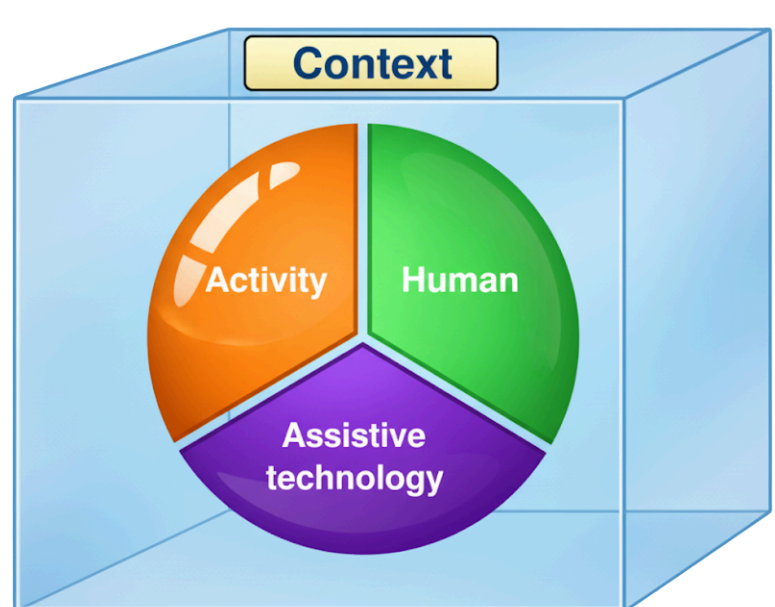 Context
Activity
Human
Assistive
technology